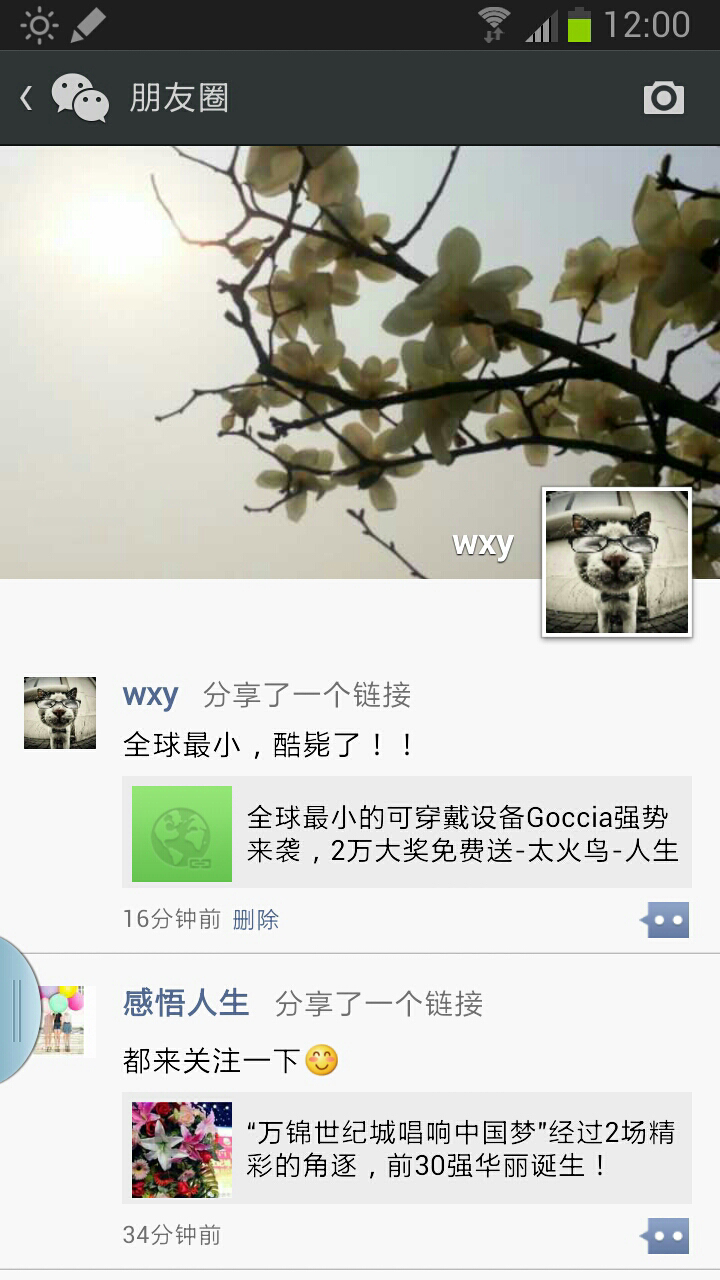 12:00
朋友圈
wxy
wxy 分享了一个链接
全球最小，酷毙了！！
全球最小的可穿戴设备Goccia强势
来袭，2万大奖免费送-太火鸟-人生
16分钟前 删除
感悟人生 分享了一个链接
都来关注一下😊
“万锦世纪城唱响中国梦”经过2场精
彩的角逐，前30强华丽诞生！
34分钟前